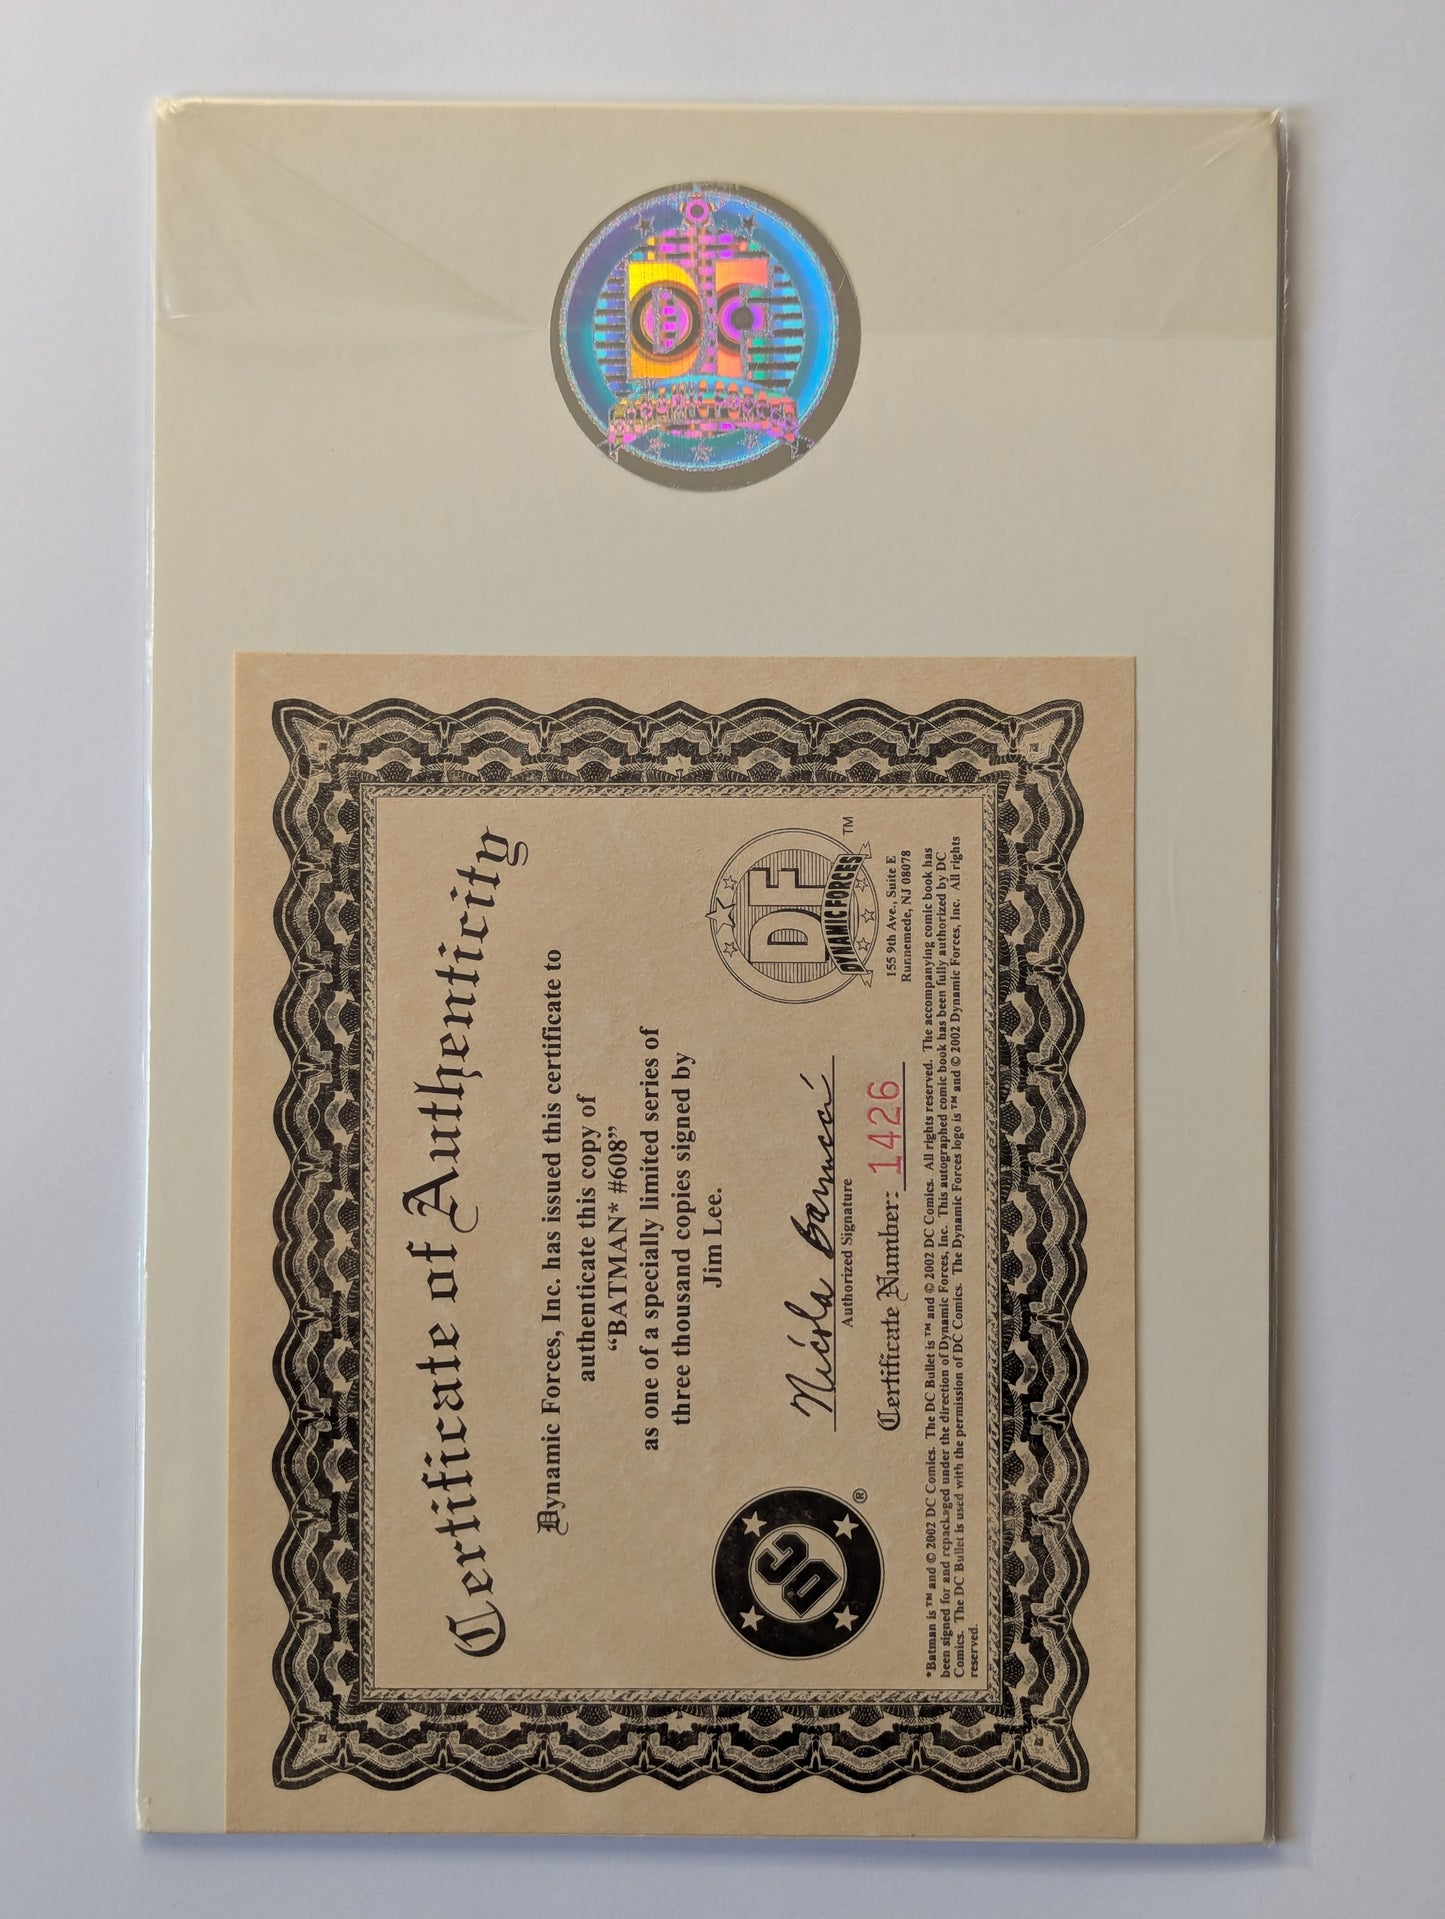 DF
DYNAMIC FORCES
Certificate of Authenticity
Dynamic Forces, Inc. has issued this certificate to
authenticate this copy of
“BATMAN* #608”
as one of a specially limited series of
three thousand copies signed by
Jim Lee.
DC
®
Nicola Barrucci
Authorized Signature
Certificate Number: 1426
DF
DYNAMIC FORCES
TM
155 9th Ave., Suite E
Runnemede, NJ 08078
*Batman is ™ and © 2002 DC Comics. The DC Bullet is ™ and © 2002 DC Comics. All rights reserved. The accompanying comic book has
been signed for and repackaged under the direction of Dynamic Forces, Inc. This autographed comic book has been fully authorized by DC
Comics. The DC Bullet is used with the permission of DC Comics. The Dynamic Forces logo is ™ and © 2002 Dynamic Forces, Inc. All rights
reserved.